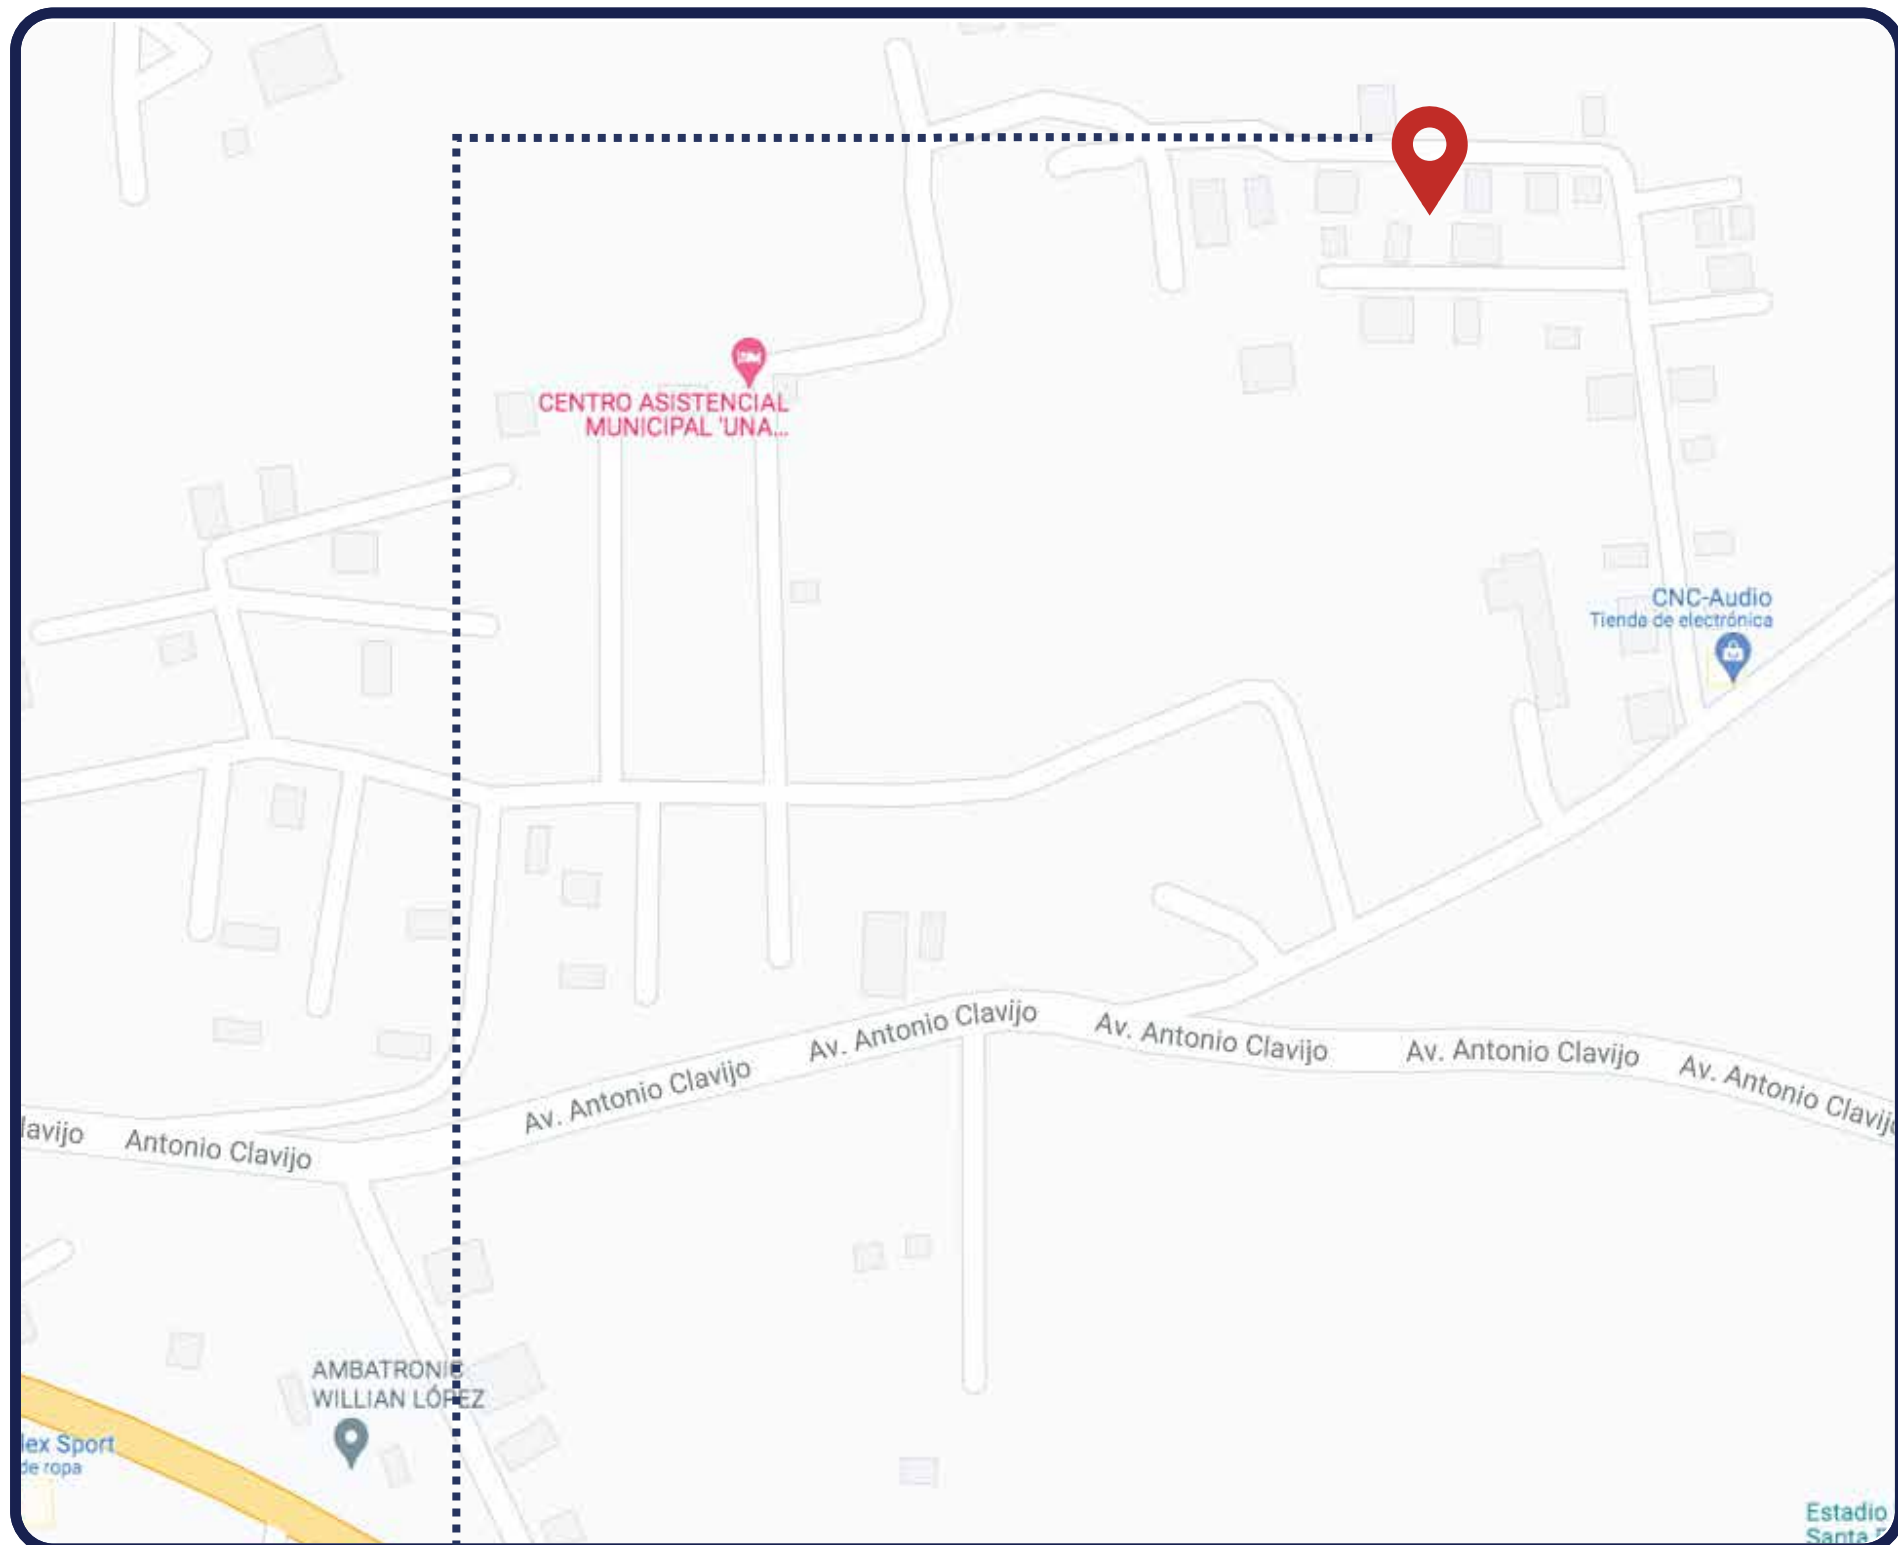 CENTRO ASISTENCIAL
MUNICIPAL 'UNA...
CNC-Audio
Tienda de electrónica
Av. Antonio Clavijo
Av. Antonio Clavijo
Av. Antonio Clavijo
Av. Antonio Clavijo
Av. Antonio Clavijo
lavijo
Antonio Clavijo
AMBATRONIC
WILLIAN LÓPEZ
lex Sport
de ropa
Estadio
Santa